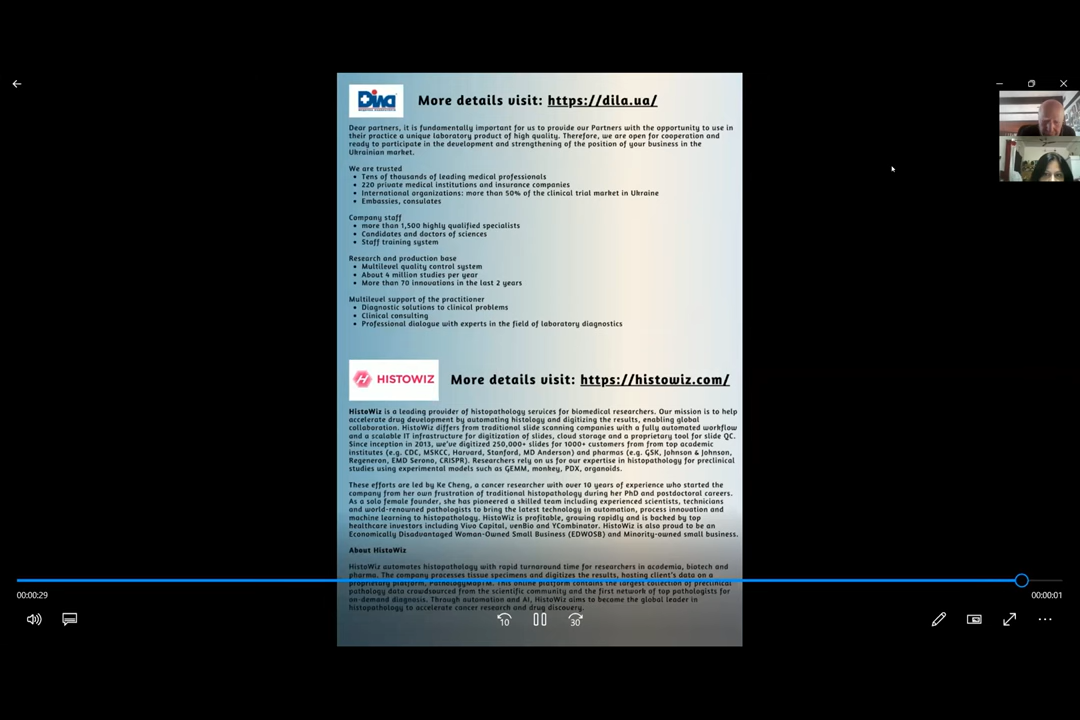 Dila
More details visit: https://dila.ua/
Dear partners, it is fundamentally important for us to provide our Partners with the opportunity to use in
their practice a unique laboratory product of high quality. Therefore, we are open for cooperation and
ready to participate in the development and strengthening of the position of your business in the
Ukrainian market.
We are trusted
• Tens of thousands of leading medical professionals
• 220 private medical institutions and insurance companies
• International organizations: more than 50% of the clinical trial market in Ukraine
• Embassies, consulates
Company staff
• more than 1,500 highly qualified specialists
• Candidates and doctors of sciences
• Staff training system
Research and production base
• Multilevel quality control system
• About 4 million studies per year
• More than 70 innovations in the last 2 years
Multilevel support of the practitioner
• Diagnostic solutions to clinical problems
• Clinical consulting
• Professional dialogue with experts in the field of laboratory diagnostics
HISTOWIZ
More details visit: https://histowiz.com/
HistoWiz is a leading provider of histopathology services for biomedical researchers. Our mission is to help
accelerate drug development by automating histology and digitizing the results, enabling global
collaboration. HistoWiz differs from traditional slide scanning companies with a fully automated workflow
and a scalable IT infrastructure for digitization of slides, cloud storage and a proprietary tool for slide QC.
Since inception in 2013, we've digitized 250,000+ slides for 1000+ customers from from top academic
institutes (e.g. CDC, MSKCC, Harvard, Stanford, MD Anderson) and pharmas (e.g. GSK, Johnson & Johnson,
Regeneron, EMD Serono, CRISPR). Researchers rely on us for our expertise in histopathology for preclinical
studies using experimental models such as GEMM, monkey, PDX, organoids.
These efforts are led by Ke Cheng, a cancer researcher with over 10 years of experience who started the
company from her own frustration of traditional histopathology during her PhD and postdoctoral careers.
As a solo female founder, she has pioneered a skilled team including experienced scientists, technicians
and world-renowned pathologists to bring the latest technology in automation, process innovation and
machine learning to histopathology. HistoWiz is profitable, growing rapidly and is backed by top
healthcare investors including Vivo Capital, venBio and YCombinator. HistoWiz is also proud to be an
Economically Disadvantaged Woman-Owned Small Business (EDWOSB) and Minority-owned small business.
About HistoWiz
HistoWiz automates histopathology with rapid turnaround time for researchers in academia, biotech and
pharma. The company processes tissue specimens and digitizes the results, hosting client's data on a
proprietary platform, PathologyMap™. This online platform contains the largest collection of preclinical
pathology data crowdsourced from the scientific community and the first network of top pathologists for
on-demand diagnosis. Through automation and AI, HistoWiz aims to become the global leader in
histopathology to accelerate cancer research and drug discovery.
00:00:29
00:00:01
10
30